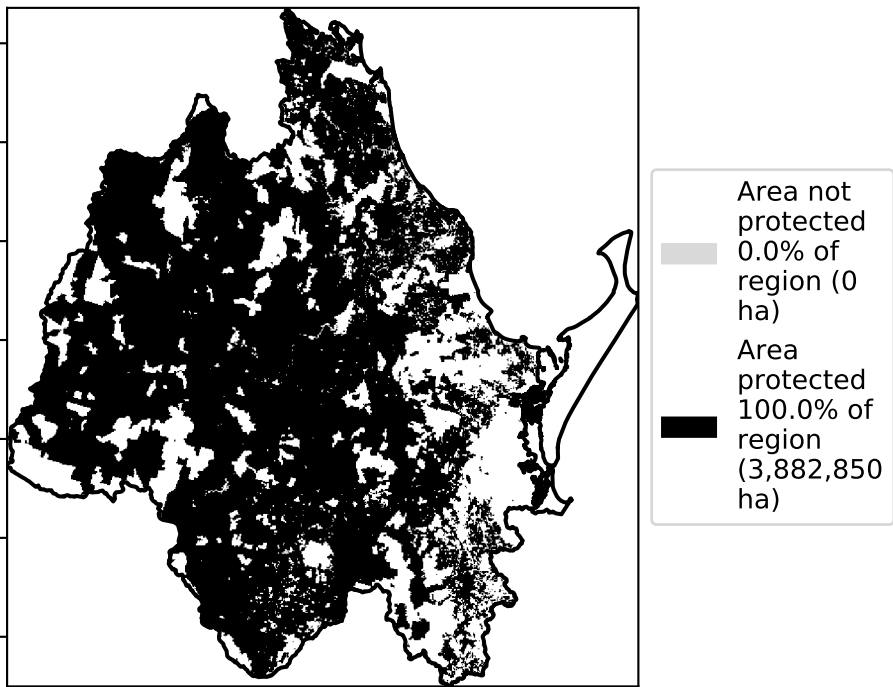 Area not
protected
0.0% of
region (0
ha)
Area
protected
100.0% of
region
(3,882,850
ha)